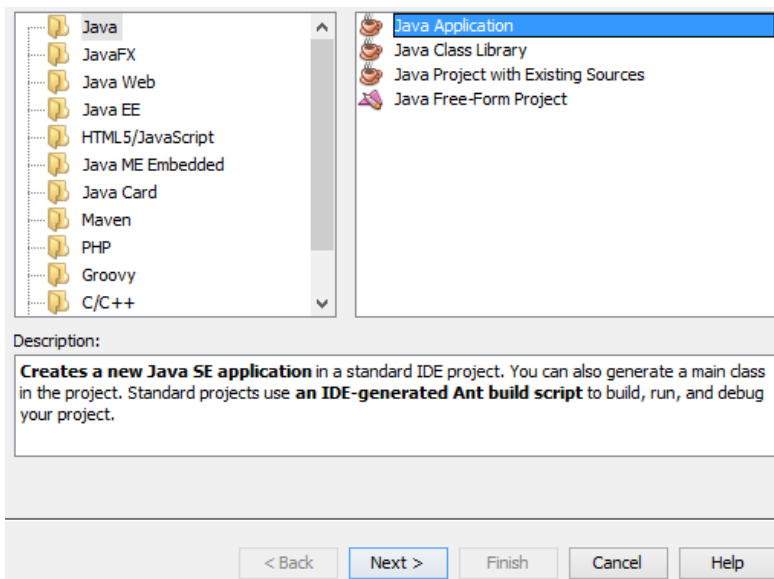 Java
JavaFX
Java Web
Java EE
HTML5/JavaScript
Java ME Embedded
Java Card
Maven
PHP
Groovy
C/C++
Java Application
Java Class Library
Java Project with Existing Sources
Java Free-Form Project
Description:
Creates a new Java SE application in a standard IDE project. You can also generate a main class
in the project. Standard projects use an IDE-generated Ant build script to build, run, and debug
your project.
< Back Next > Finish Cancel Help